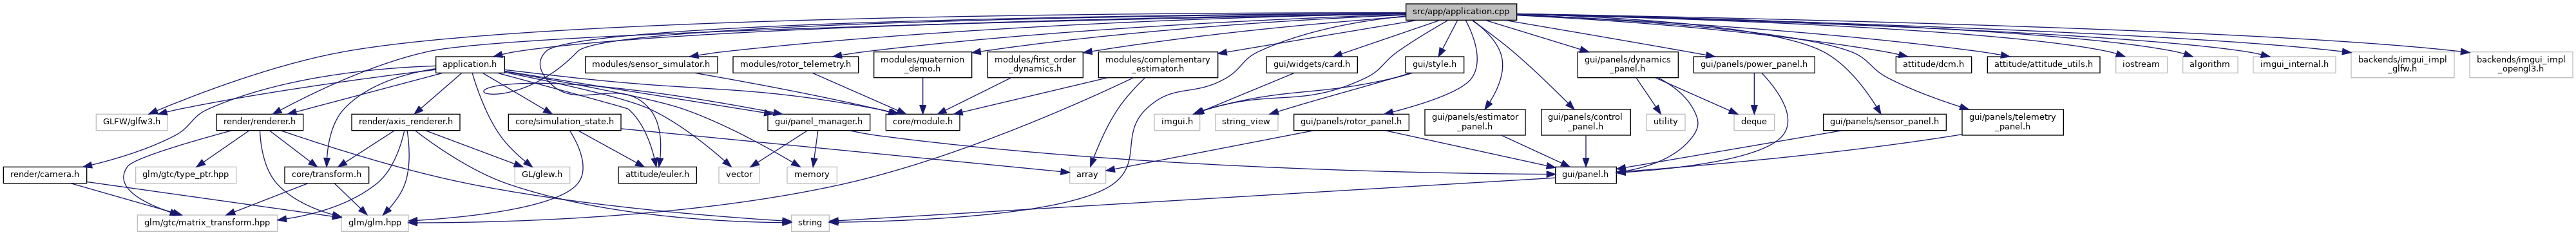 src/app/application.cpp
application.h
modules/sensor_simulator.h
modules/rotor_telemetry.h
modules/quaternion
_demo.h
modules/first_order
_dynamics.h
modules/complementary
_estimator.h
gui/widgets/card.h
gui/style.h
gui/panels/dynamics
_panel.h
gui/panels/power_panel.h
attitude/dcm.h
attitude/attitude_utils.h
iostream
algorithm
imgui_internal.h
backends/imgui_impl
_glfw.h
backends/imgui_impl
_opengl3.h
GLFW/glfw3.h
render/renderer.h
render/axis_renderer.h
core/simulation_state.h
gui/panel_manager.h
core/module.h
imgui.h
string_view
gui/panels/rotor_panel.h
gui/panels/estimator
_panel.h
gui/panels/control
_panel.h
utility
deque
gui/panels/sensor_panel.h
gui/panels/telemetry
_panel.h
render/camera.h
glm/gtc/type_ptr.hpp
core/transform.h
GL/glew.h
attitude/euler.h
vector
memory
array
gui/panel.h
glm/gtc/matrix_transform.hpp
glm/glm.hpp
string